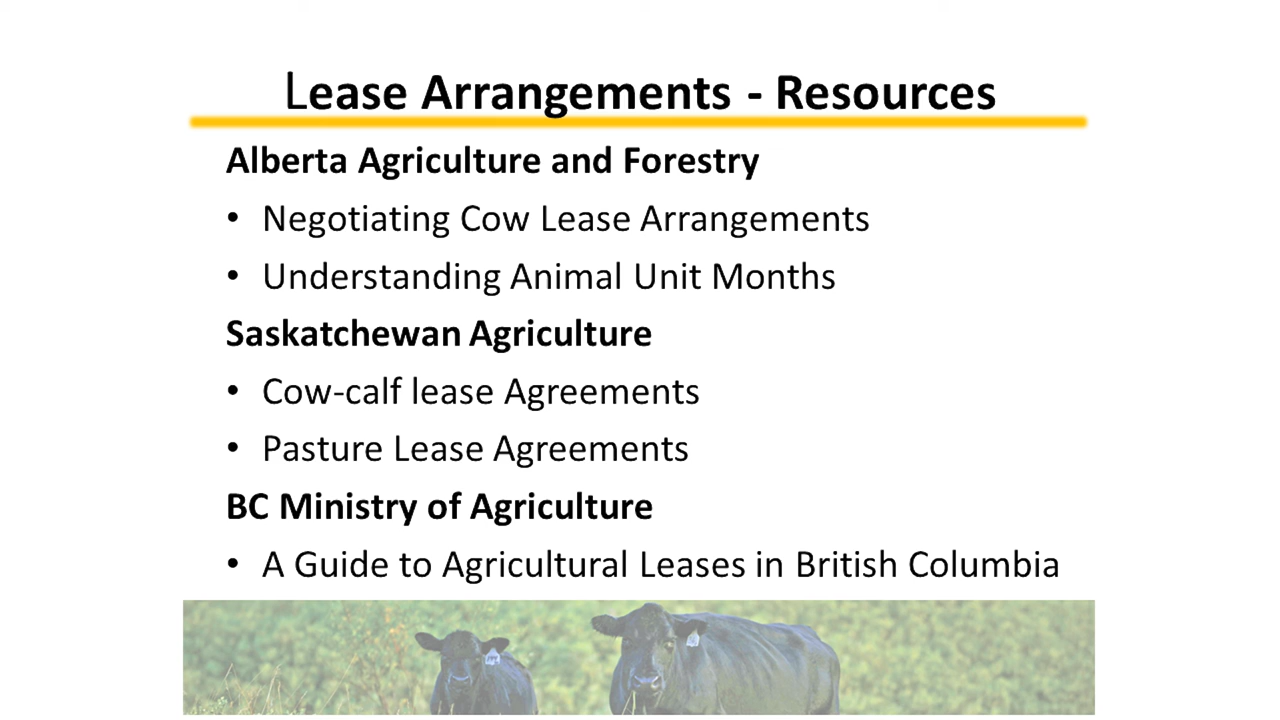 Lease Arrangements - Resources
Alberta Agriculture and Forestry
• Negotiating Cow Lease Arrangements
• Understanding Animal Unit Months
Saskatchewan Agriculture
• Cow-calf lease Agreements
• Pasture Lease Agreements
BC Ministry of Agriculture
• A Guide to Agricultural Leases in British Columbia